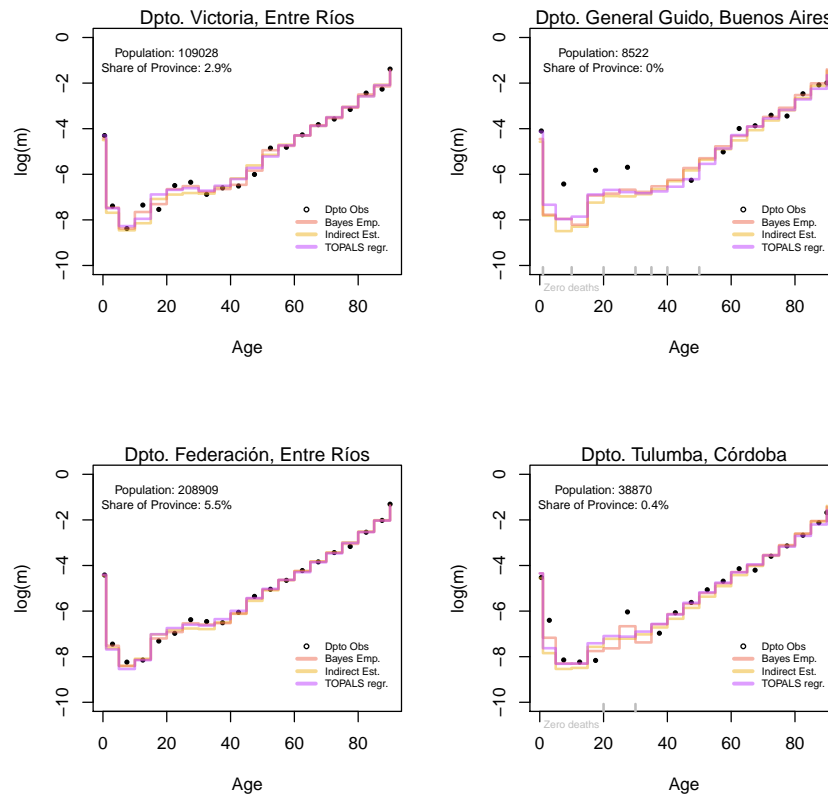 Dpto. Victoria, Entre Ríos
Population: 109028
Share of Province: 2.9%
log(m)
0
−2
−4
−6
−8
−10
Dpto Obs
Bayes Emp.
Indirect Est.
TOPALS regr.
0 20 40 60 80
Age
Dpto. General Guido, Buenos Aires
Population: 8522
Share of Province: 0%
log(m)
0
−2
−4
−6
−8
−10
Dpto Obs
Bayes Emp.
Indirect Est.
TOPALS regr.
Zero deaths
0 20 40 60 80
Age
Dpto. Federación, Entre Ríos
Population: 208909
Share of Province: 5.5%
log(m)
0
−2
−4
−6
−8
−10
Dpto Obs
Bayes Emp.
Indirect Est.
TOPALS regr.
0 20 40 60 80
Age
Dpto. Tulumba, Córdoba
Population: 38870
Share of Province: 0.4%
log(m)
0
−2
−4
−6
−8
−10
Dpto Obs
Bayes Emp.
Indirect Est.
TOPALS regr.
Zero deaths
0 20 40 60 80
Age